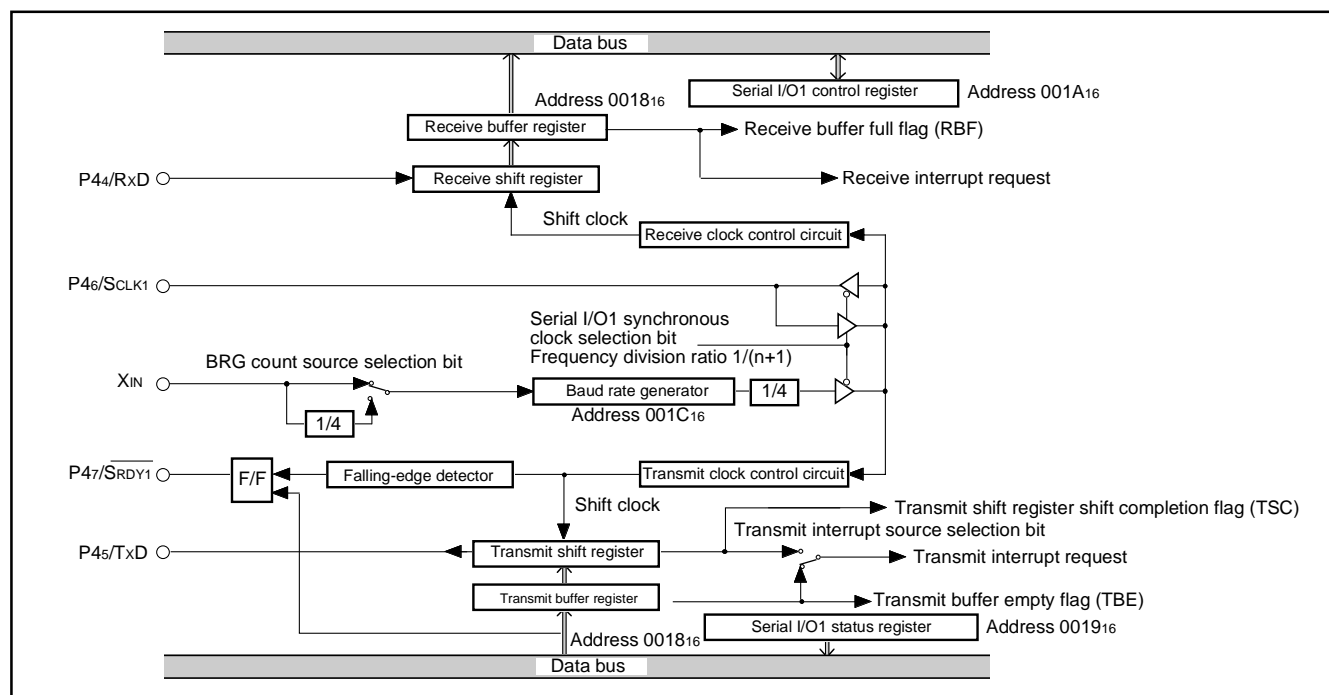 Data bus
Address 001816
Serial I/O1 control register
Address 001A16
Receive buffer register
Receive buffer full flag (RBF)
P44/RXD
Receive shift register
Receive interrupt request
Shift clock
Receive clock control circuit
P46/SCLK1
Serial I/O1 synchronous
clock selection bit
Frequency division ratio 1/(n+1)
BRG count source selection bit
XIN
Baud rate generator
1/4
Address 001C16
1/4
P47/SRDY1
F/F
Falling-edge detector
Transmit clock control circuit
Shift clock
Transmit shift register shift completion flag (TSC)
Transmit interrupt source selection bit
P45/TXD
Transmit shift register
Transmit interrupt request
Transmit buffer register
Transmit buffer empty flag (TBE)
Address 001816
Serial I/O1 status register
Address 001916
Data bus